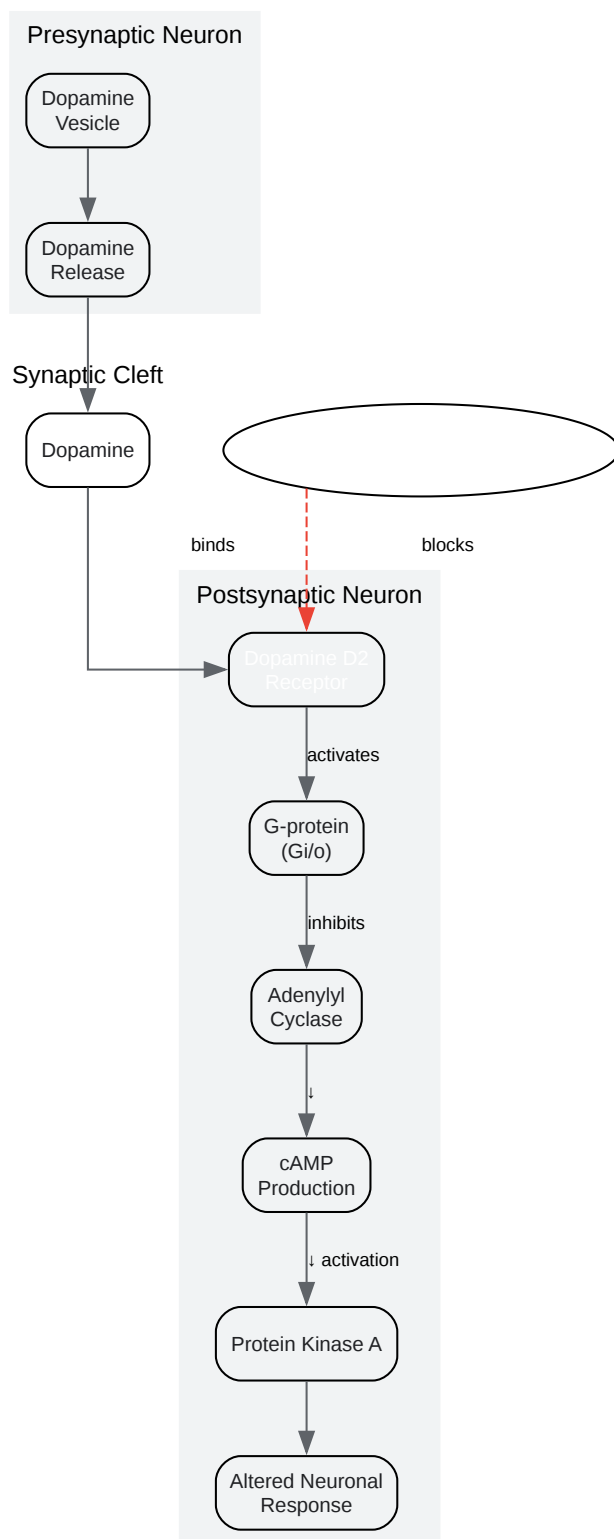 Presynaptic Neuron
Dopamine
Vesicle
Dopamine
Release
Synaptic Cleft
Dopamine
binds
blocks
Postsynaptic Neuron
Dopamine D2
Receptor
activates
G-protein
(Gi/o)
inhibits
Adenylyl
Cyclase
↓
cAMP
Production
↓ activation
Protein Kinase A
Altered Neuronal
Response